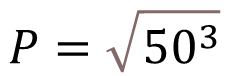 P = √50³